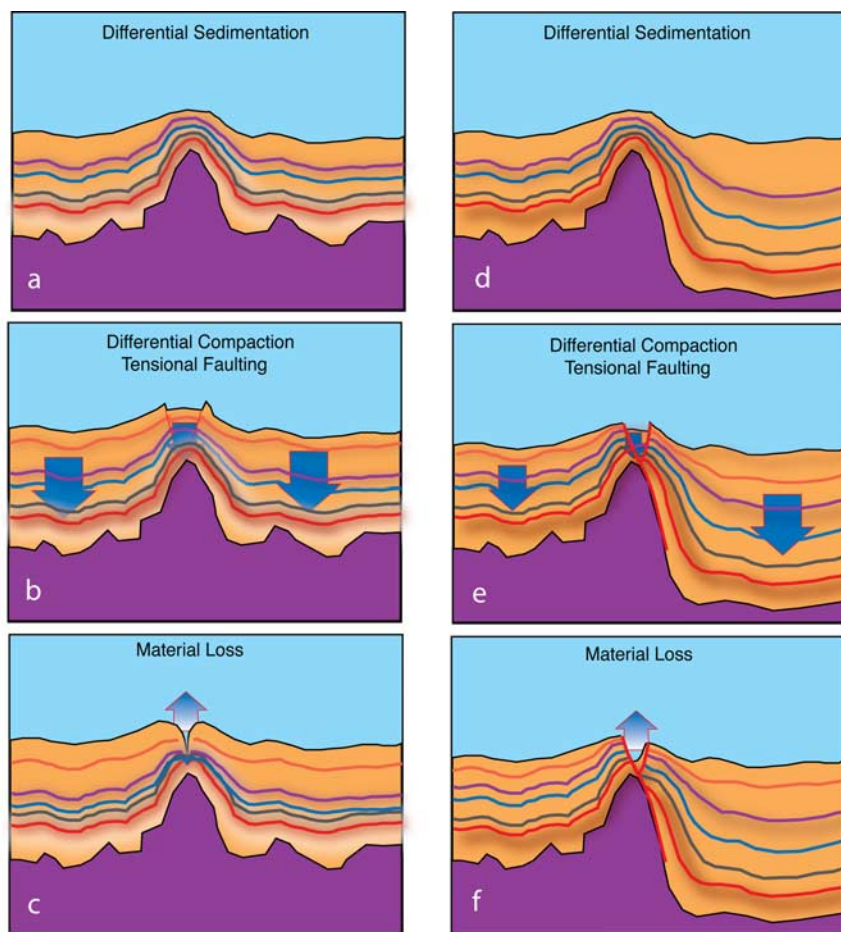 Differential Sedimentation
a
Differential Sedimentation
d
Differential Compaction
Tensional Faulting
b
Differential Compaction
Tensional Faulting
e
Material Loss
c
Material Loss
f